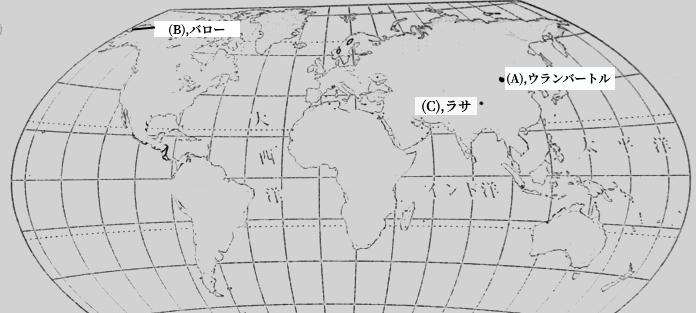 (B),バロー
(A),ウランバートル
(C),ラサ
大
西
洋
太平洋
インド洋